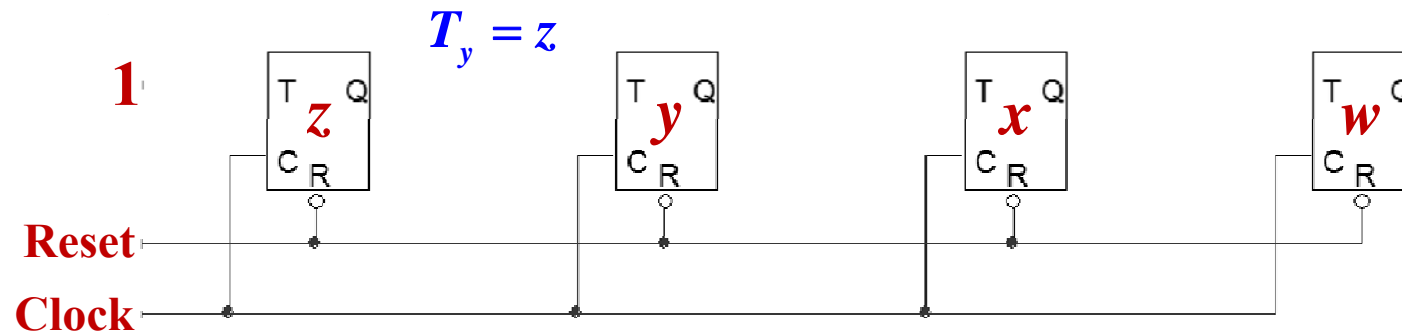 T_y = z
1 T Q T Q T Q T Q
z y x w
C R C R C R C R
Reset
Clock